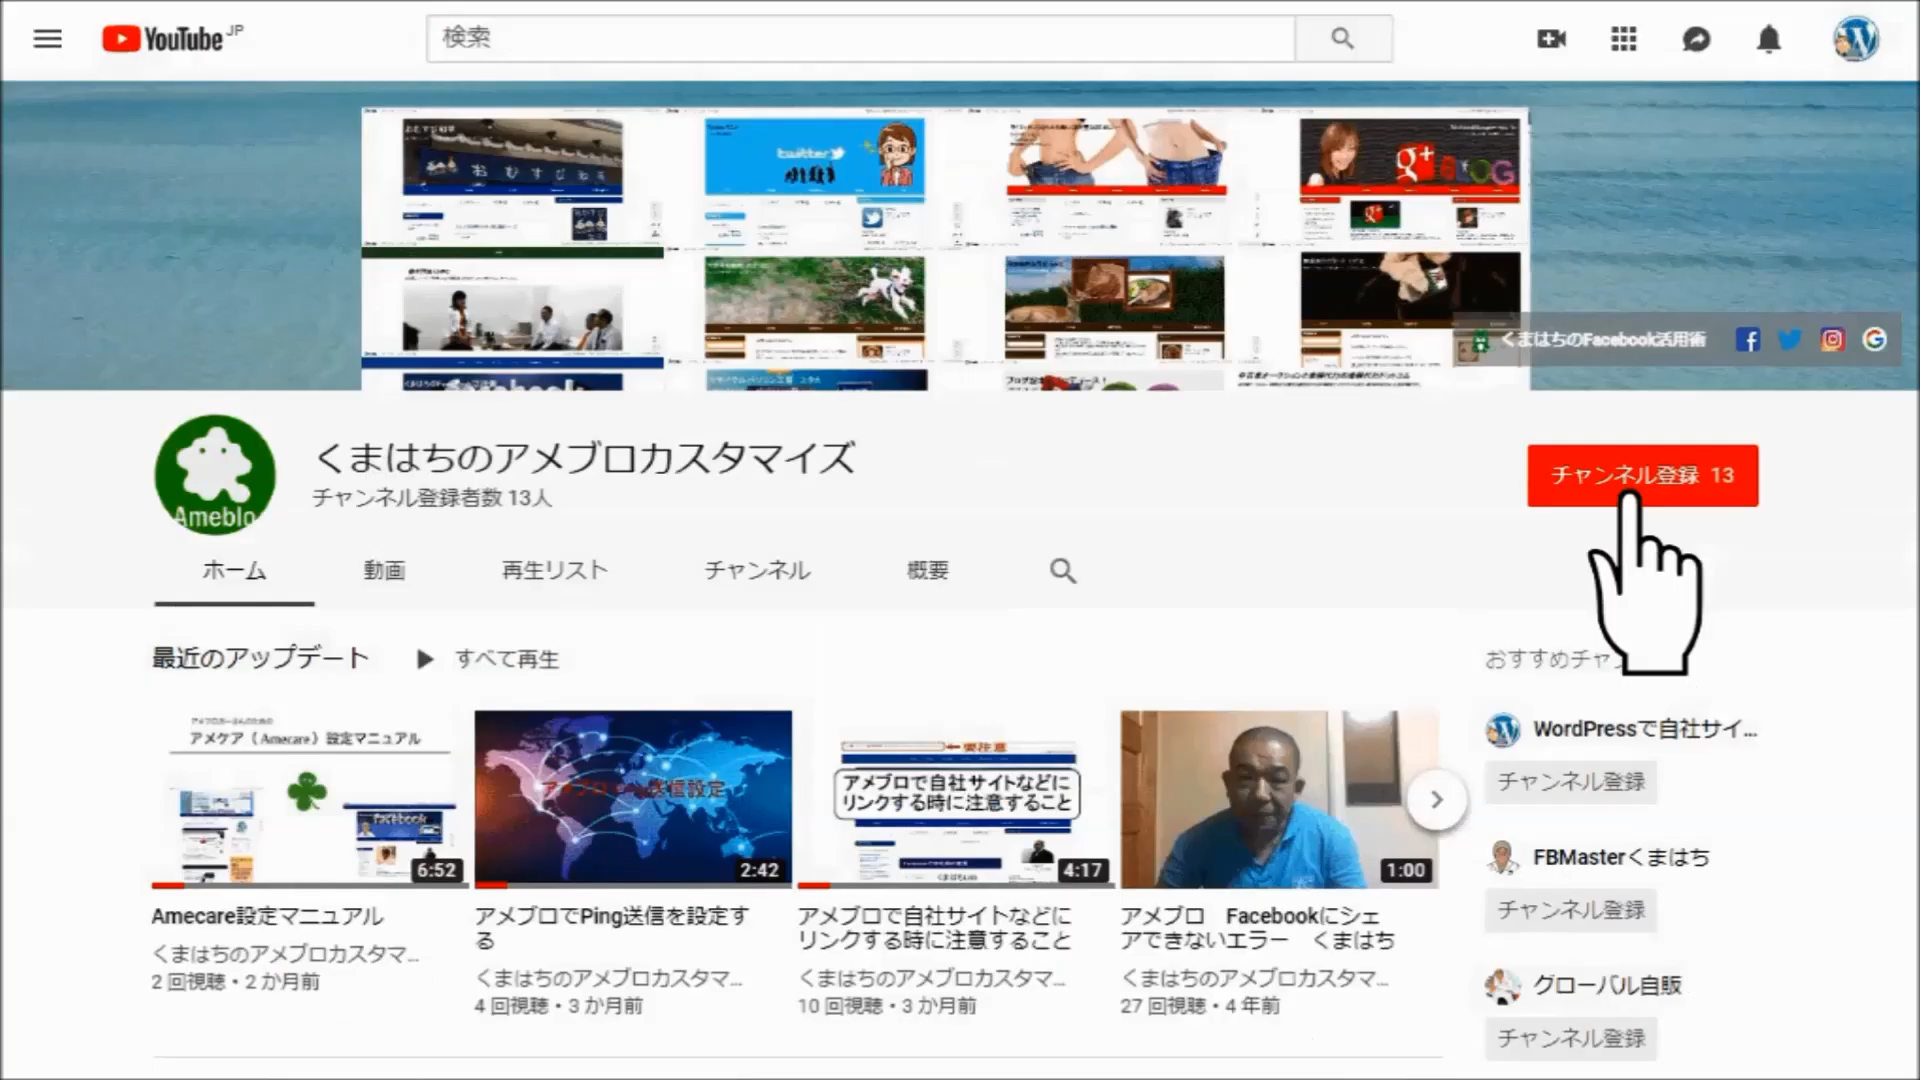 YouTube JP
検索
おむすび
twitter
g+ BLOG
くまはちのFacebook活用術
くまはちのアメブロカスタマイズ
チャンネル登録者数 13人
Ameblo
チャンネル登録 13
ホーム 動画 再生リスト チャンネル 概要
最近のアップデート すべて再生
アメケア（Amecare）設定マニュアル
facebook
6:52
2:42
要注意
アメブロで自社サイトなどに
リンクする時に注意すること
4:17
1:00
Amecare設定マニュアル
くまはちのアメブロカスタマ...
2 回視聴・2 か月前
アメブロでPing送信を設定す
る
くまはちのアメブロカスタマ...
4 回視聴・3 か月前
アメブロで自社サイトなどに
リンクする時に注意すること
くまはちのアメブロカスタマ...
10 回視聴・3 か月前
アメブロ　Facebookにシェ
アできないエラー　くまはち
くまはちのアメブロカスタマ...
27 回視聴・4 年前
おすすめチャン
WordPressで自社サイ...
チャンネル登録
FBMasterくまはち
チャンネル登録
グローバル自販
チャンネル登録